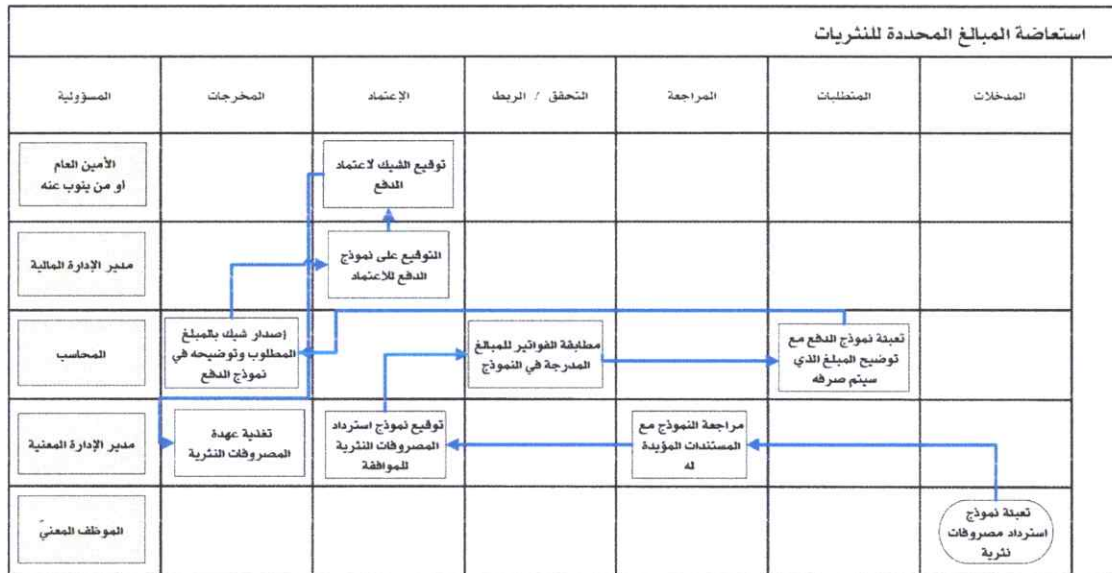 استعاضة المبالغ المحددة للنثريات
المدخلات
المتطلبات
المراجعة
التحقق / الربط
الإعتماد
المخرجات
المسؤولية
توقيع الشيك لاعتماد
الدفع
الأمين العام
أو من ينوب عنه
التوقيع على نموذج
الدفع للاعتماد
مدير الإدارة المالية
تعبئة نموذج الدفع مع
توضيح المبلغ الذي
سيتم صرفه
مطابقة الفواتير للمبالغ
المدرجة في النموذج
إصدار شيك بالمبلغ
المطلوب وتوضيحه في
نموذج الدفع
المحاسب
مراجعة النموذج مع
المستندات المؤيدة
له
توقيع نموذج استرداد
المصروفات النثرية
للموافقة
تغذية عهدة
المصروفات النثرية
مدير الإدارة المعنية
تعبئة نموذج
استرداد مصروفات
نثرية
الموظف المعنيّ